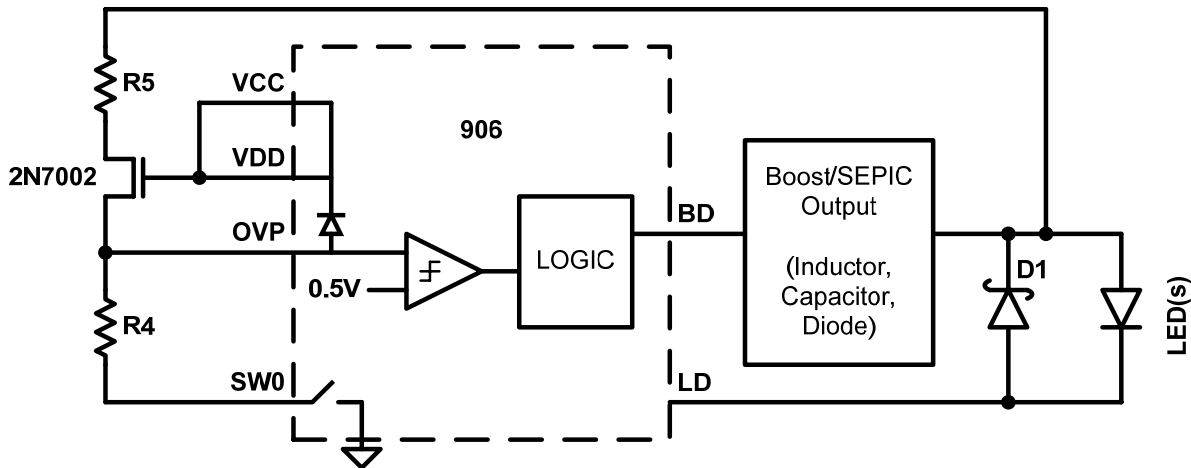 R5
VCC
906
2N7002
VDD
Boost/SEPIC
Output
(Inductor,
Capacitor,
Diode)
BD
OVP
LOGIC
D1
0.5V
LED(s)
R4
SW0
LD